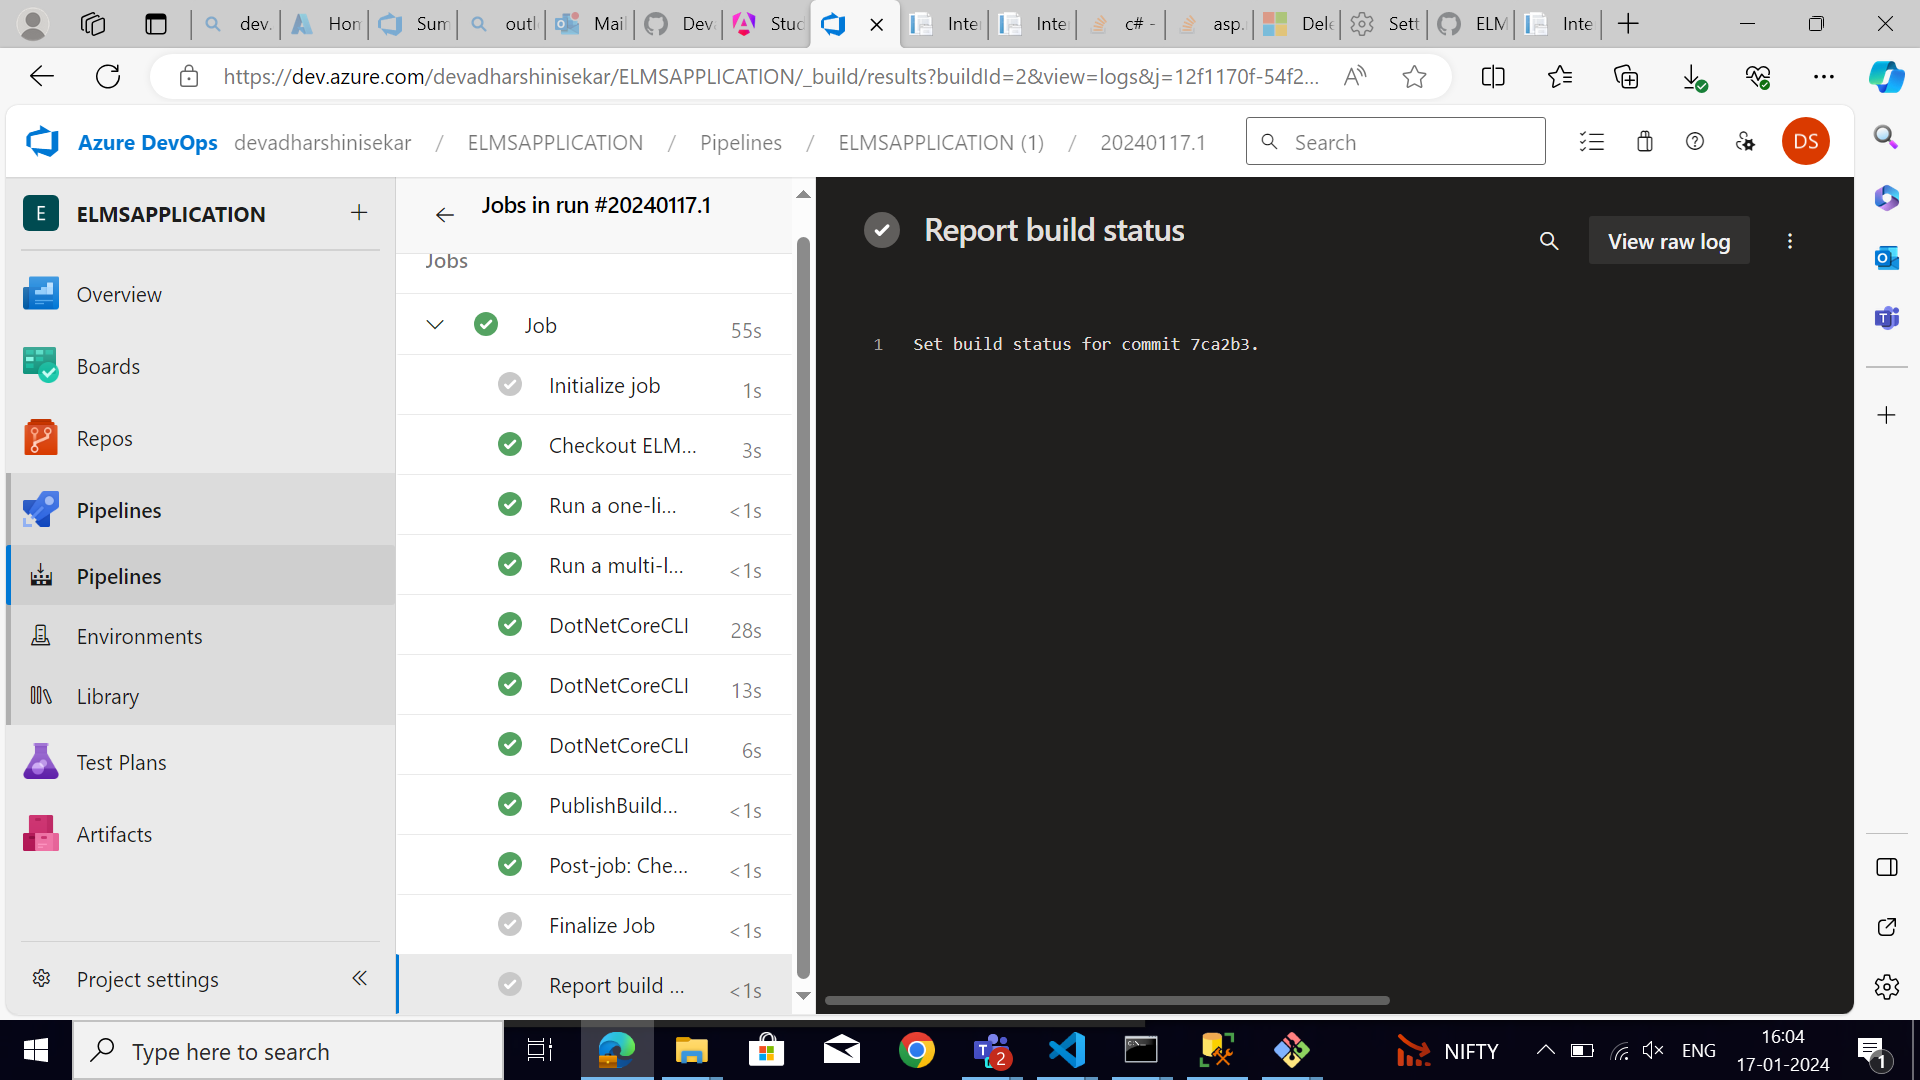 dev.
Hom
Sum
outl
Mail
Dev
Stud
Inte
Inte
c# -
asp.
Dele
Sett
ELM
Inte
https://dev.azure.com/devadharshinisekar/ELMSAPPLICATION/_build/results?buildId=2&view=logs&j=12f1170f-54f2...
Azure DevOps devadharshinisekar / ELMSAPPLICATION / Pipelines / ELMSAPPLICATION (1) / 20240117.1
Search
DS
E ELMSAPPLICATION
Overview
Boards
Repos
Pipelines
Pipelines
Environments
Library
Test Plans
Artifacts
Project settings
Jobs in run #20240117.1
Jobs
Job 55s
Initialize job 1s
Checkout ELM... 3s
Run a one-li... <1s
Run a multi-l... <1s
DotNetCoreCLI 28s
DotNetCoreCLI 13s
DotNetCoreCLI 6s
PublishBuild... <1s
Post-job: Che... <1s
Finalize Job <1s
Report build ... <1s
Report build status
View raw log
1 Set build status for commit 7ca2b3.
Type here to search
2
NIFTY
ENG
16:04
17-01-2024
1